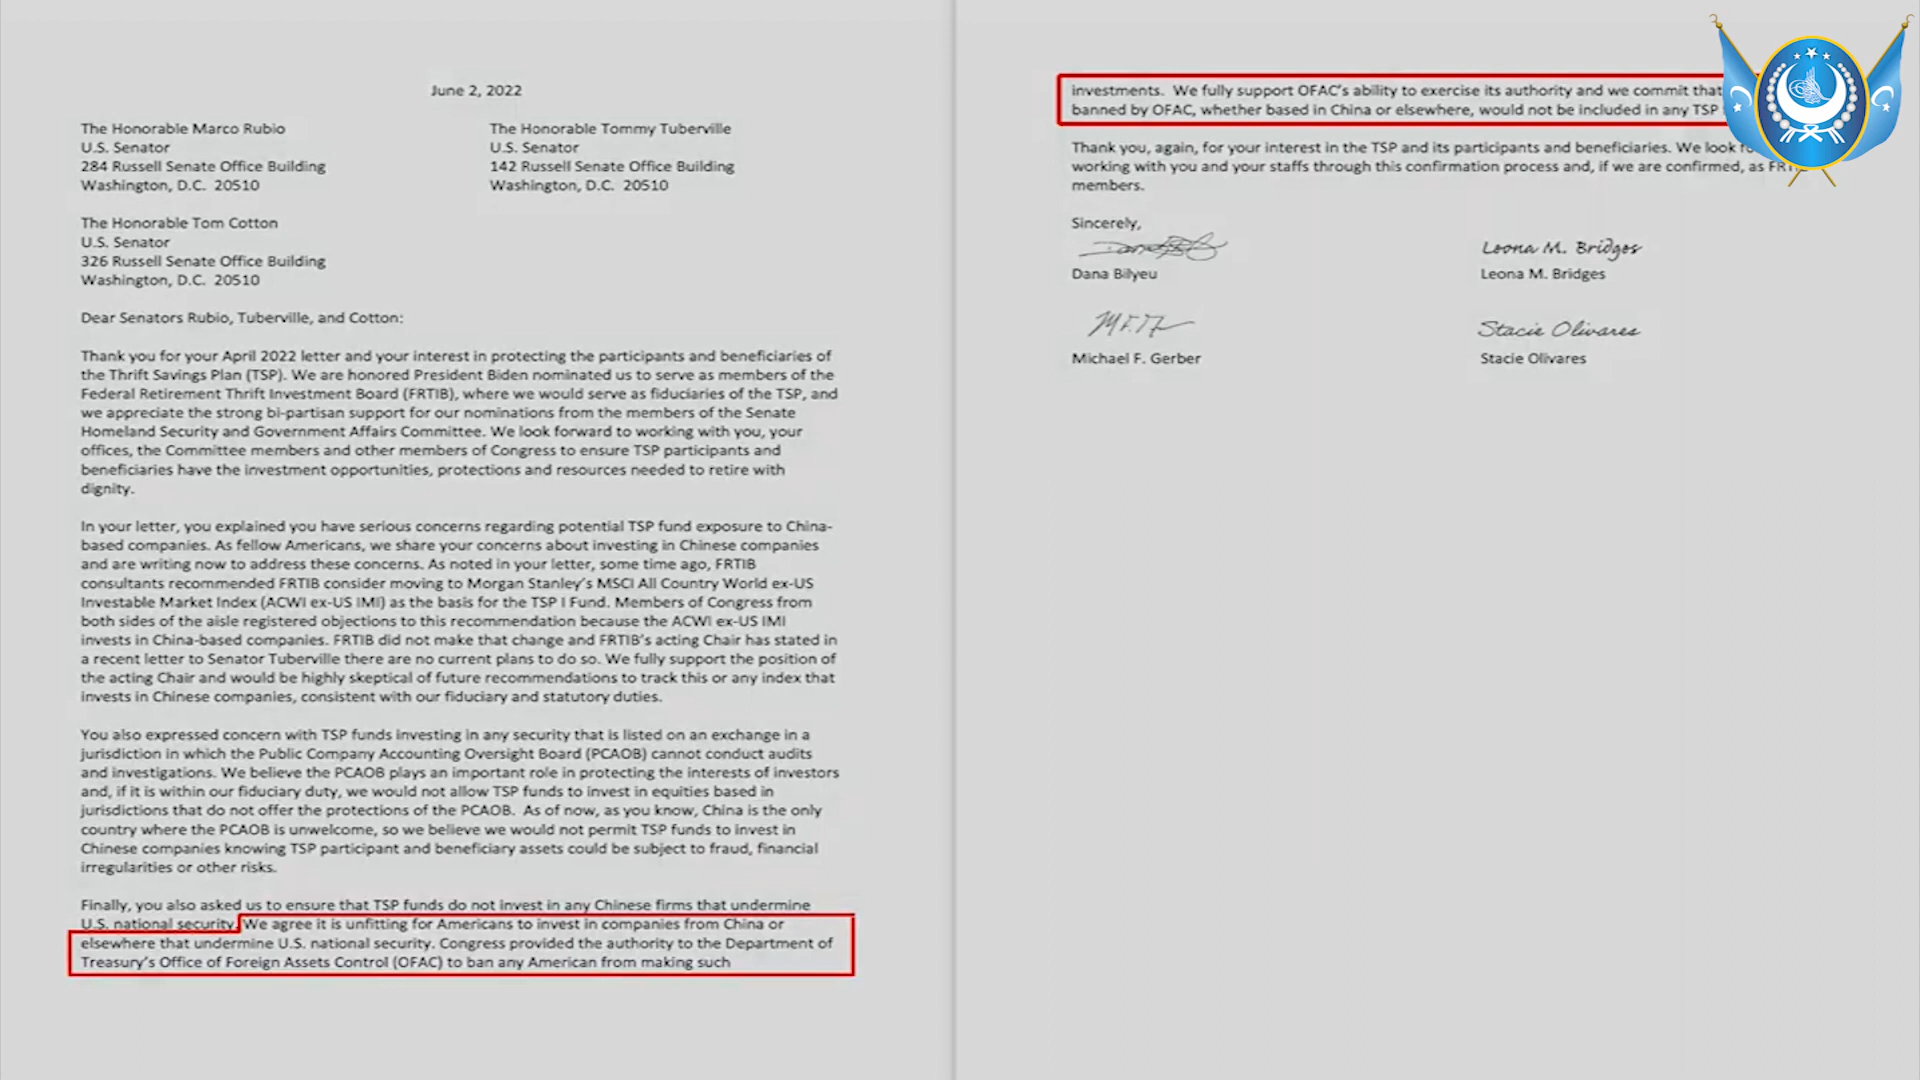 June 2, 2022
The Honorable Marco Rubio
U.S. Senator
284 Russell Senate Office Building
Washington, D.C. 20510
The Honorable Tommy Tuberville
U.S. Senator
142 Russell Senate Office Building
Washington, D.C. 20510
The Honorable Tom Cotton
U.S. Senator
326 Russell Senate Office Building
Washington, D.C. 20510
Dear Senators Rubio, Tuberville, and Cotton:
Thank you for your April 2022 letter and your interest in protecting the participants and beneficiaries of
the Thrift Savings Plan (TSP). We are honored President Biden nominated us to serve as members of the
Federal Retirement Thrift Investment Board (FRTIB), where we would serve as fiduciaries of the TSP, and
we appreciate the strong bi-partisan support for our nominations from the members of the Senate
Homeland Security and Government Affairs Committee. We look forward to working with you, your
offices, the Committee members and other members of Congress to ensure TSP participants and
beneficiaries have the investment opportunities, protections and resources needed to retire with
dignity.
In your letter, you explained you have serious concerns regarding potential TSP fund exposure to China-
based companies. As fellow Americans, we share your concerns about investing in Chinese companies
and are writing now to address these concerns. As noted in your letter, some time ago, FRTIB
consultants recommended FRTIB consider moving to Morgan Stanley's MSCI All Country World ex-US
Investable Market Index (ACWI ex-US IMI) as the basis for the TSP I Fund. Members of Congress from
both sides of the aisle registered objections to this recommendation because the ACWI ex-US IMI
invests in China-based companies. FRTIB did not make that change and FRTIB's acting Chair has stated in
a recent letter to Senator Tuberville there are no current plans to do so. We fully support the position of
the acting Chair and would be highly skeptical of future recommendations to track this or any index that
invests in Chinese companies, consistent with our fiduciary and statutory duties.
You also expressed concern with TSP funds investing in any security that is listed on an exchange in a
jurisdiction in which the Public Company Accounting Oversight Board (PCAOB) cannot conduct audits
and investigations. We believe the PCAOB plays an important role in protecting the interests of investors
and, if it is within our fiduciary duty, we would not allow TSP funds to invest in equities based in
jurisdictions that do not offer the protections of the PCAOB. As of now, as you know, China is the only
country where the PCAOB is unwelcome, so we believe we would not permit TSP funds to invest in
Chinese companies knowing TSP participant and beneficiary assets could be subject to fraud, financial
irregularities or other risks.
Finally, you also asked us to ensure that TSP funds do not invest in any Chinese firms that undermine
U.S. national security. We agree it is unfitting for Americans to invest in companies from China or
elsewhere that undermine U.S. national security. Congress provided the authority to the Department of
Treasury's Office of Foreign Assets Control (OFAC) to ban any American from making such
investments. We fully support OFAC's ability to exercise its authority and we commit that
banned by OFAC, whether based in China or elsewhere, would not be included in any TSP
Thank you, again, for your interest in the TSP and its participants and beneficiaries. We look
working with you and your staffs through this confirmation process and, if we are confirmed, as
members.
Sincerely,
Dana Bilyeu
Leona M. Bridges
Leona M. Bridges
Michael F. Gerber
Stacie Olivares
Stacie Olivares